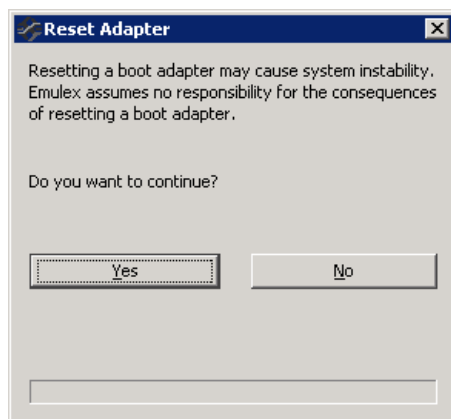 Reset Adapter
Resetting a boot adapter may cause system instability.
Emulex assumes no responsibility for the consequences
of resetting a boot adapter.
Do you want to continue?
Yes
No